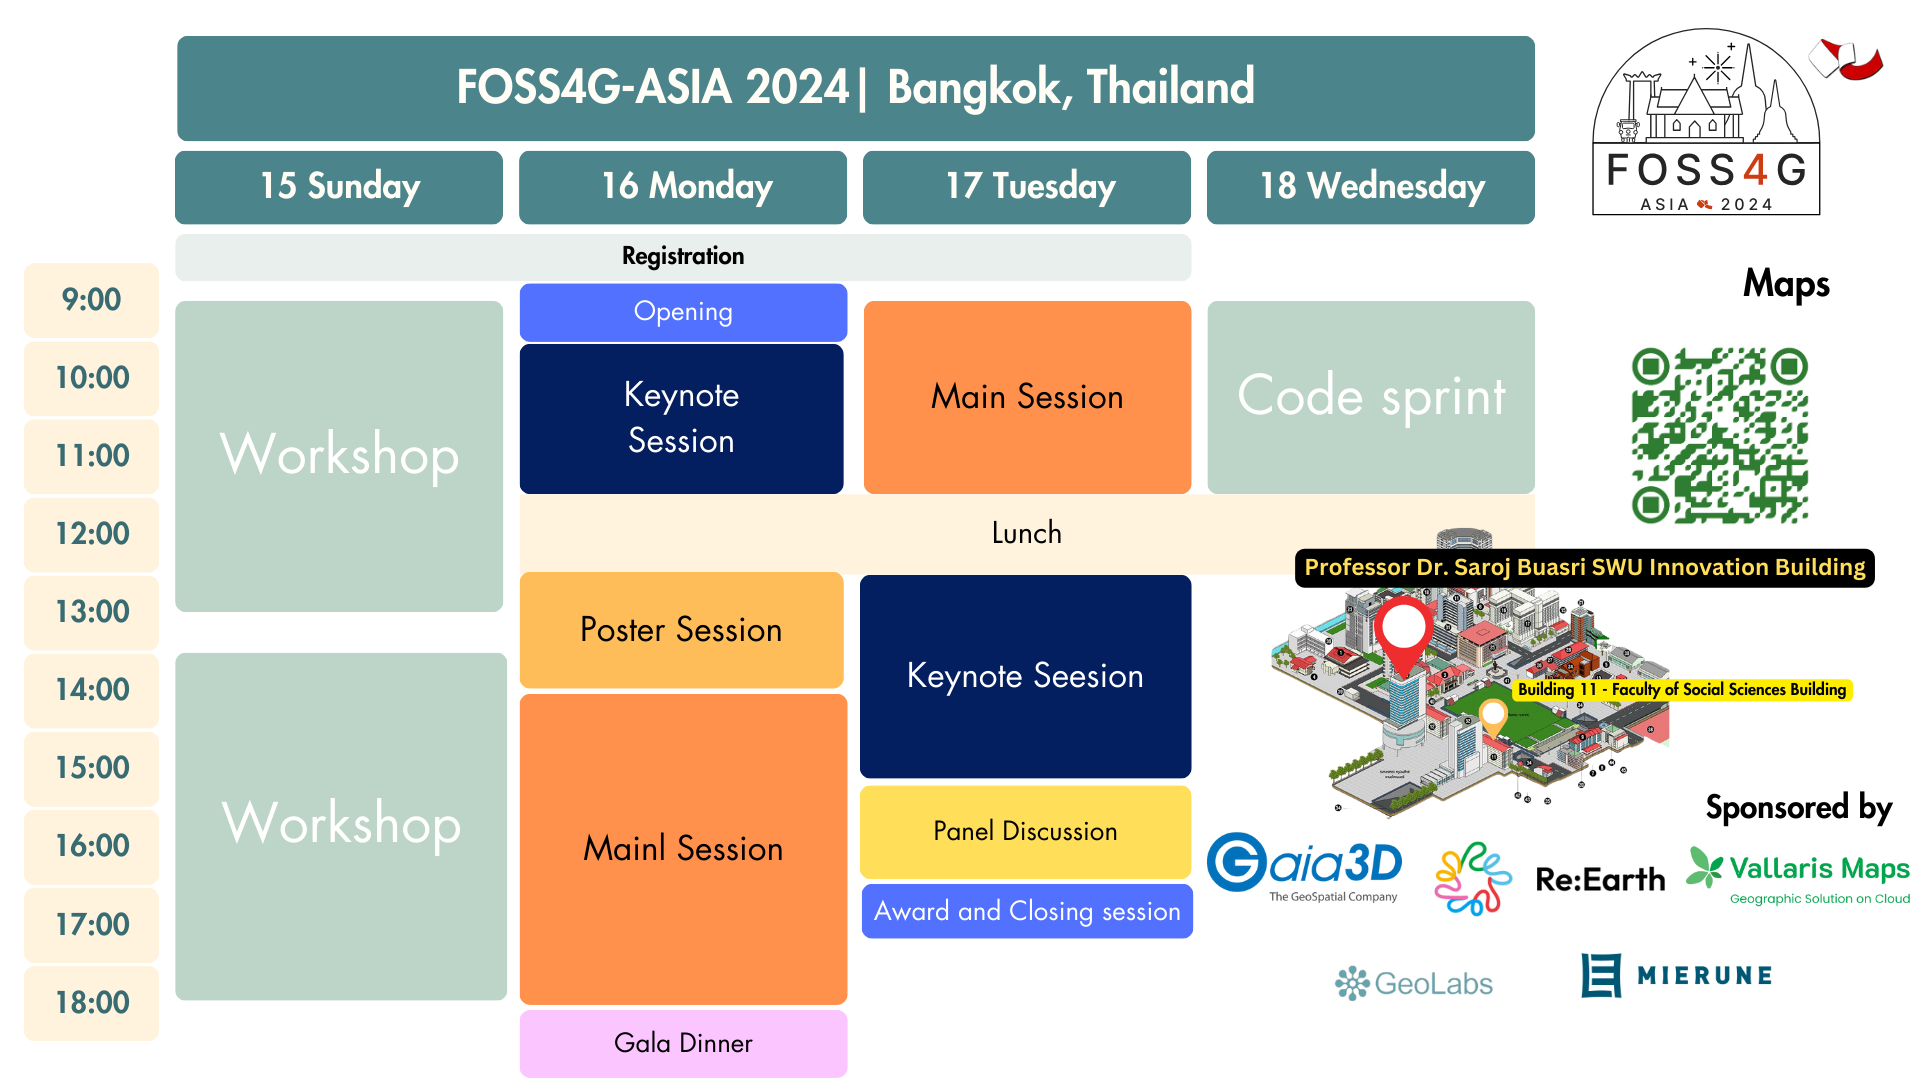 FOSS4G-ASIA 2024| Bangkok, Thailand
15 Sunday
16 Monday
17 Tuesday
18 Wednesday
FOSS4G
ASIA 2024
Registration
Maps
9:00
10:00
11:00
12:00
13:00
14:00
15:00
16:00
17:00
18:00
Workshop
Workshop
Opening
Keynote
Session
Main Session
Code sprint
Lunch
Poster Session
Mainl Session
Gala Dinner
Keynote Seesion
Panel Discussion
Award and Closing session
Professor Dr. Saroj Buasri SWU Innovation Building
Building 11 - Faculty of Social Sciences Building
Sponsored by
Gaia3D
The GeoSpatial Company
Re:Earth
Vallaris Maps
Geographic Solution on Cloud
GeoLabs
MIERUNE